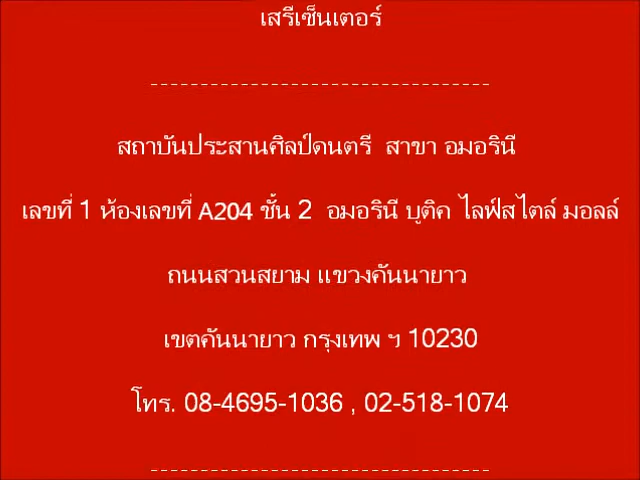 เสรีเซ็นเตอร์
----------------------------------
สถาบันประสานศิลป์ดนตรี สาขา อมอรินี
เลขที่ 1 ห้องเลขที่ A204 ชั้น 2 อมอรินี บูติค ไลฟ์สไตล์ มอลล์
ถนนสวนสยาม แขวงคันนายาว
เขตคันนายาว กรุงเทพ ฯ 10230
โทร. 08-4695-1036 , 02-518-1074
----------------------------------